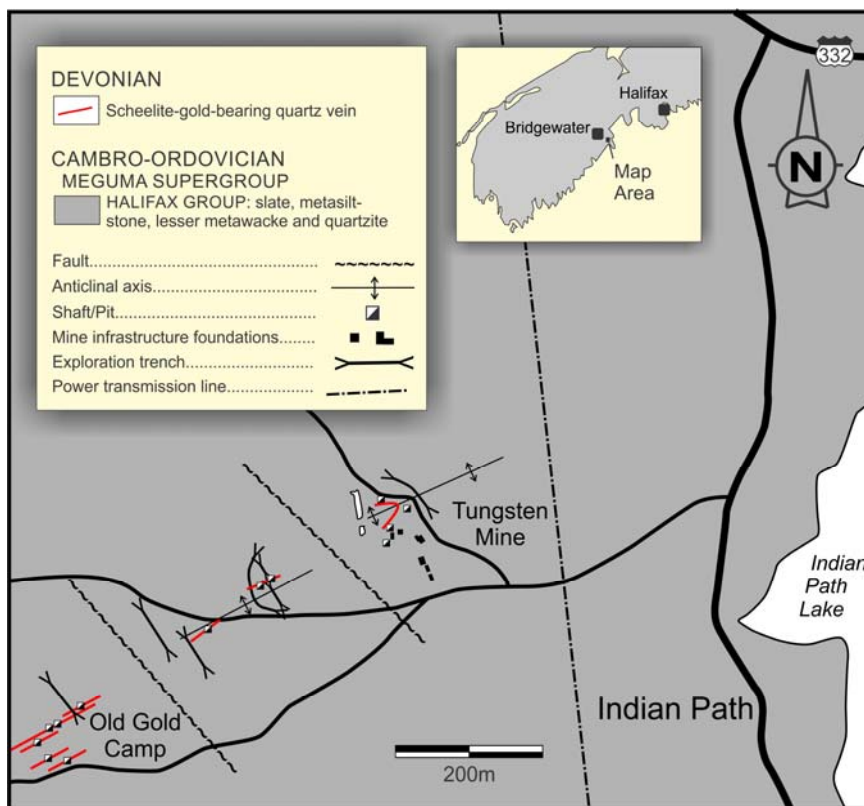 DEVONIAN
Scheelite-gold-bearing quartz vein
CAMBRO-ORDOVICIAN
MEGUMA SUPERGROUP
HALIFAX GROUP: slate, metasilt-
stone, lesser metawacke and quartzite
Fault
Anticlinal axis
Shaft/Pit
Mine infrastructure foundations
Exploration trench
Power transmission line
Halifax
Bridgewater
Map
Area
332
N
Tungsten
Mine
Indian
Path
Lake
Old Gold
Camp
Indian Path
200m